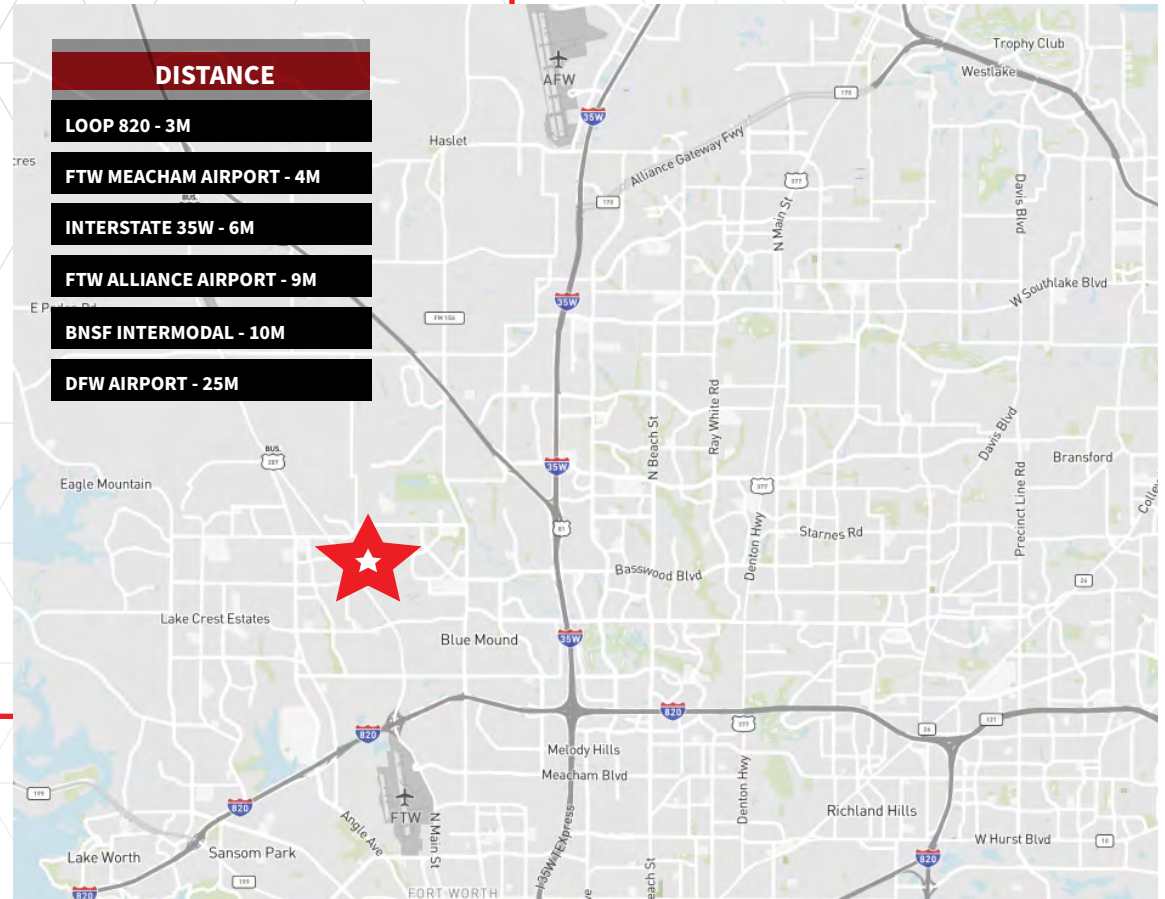 DISTANCE
LOOP 820 - 3M
FTW MEACHAM AIRPORT - 4M
INTERSTATE 35W - 6M
FTW ALLIANCE AIRPORT - 9M
BNSF INTERMODAL - 10M
DFW AIRPORT - 25M
Trophy Club
Westlake
AFW
170
35W
Haslet
Alliance Gateway Fwy
cres
377
BUS.
170
Davis Blvd
N Main St
W Southlake Blvd
35W
FM 156
Ray White Rd
N Beach St
Davis Blvd
BUS.
287
35W
Bransford
Eagle Mountain
377
Precinct Line Rd
81
Denton Hwy
Starnes Rd
Basswood Blvd
26
Lake Crest Estates
Blue Mound
35W
820
820
377
26
121
Melody Hills
Meacham Blvd
199
820
FTW
Angle Ave
N Main St
Denton Hwy
Richland Hills
W Hurst Blvd
10
I-35W TEXpress
Lake Worth
Sansom Park
820
199
820
FORT WORTH
each St